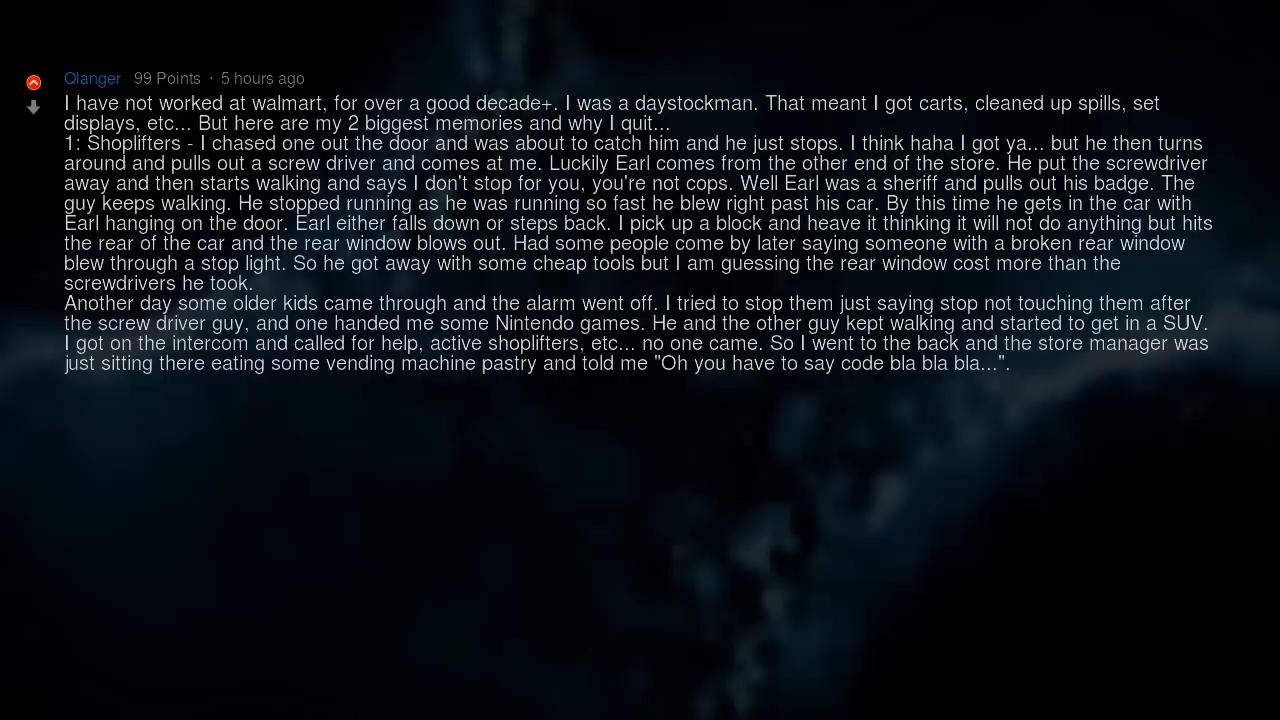 Qlanger 99 Points · 5 hours ago
I have not worked at walmart, for over a good decade+. I was a daystockman. That meant I got carts, cleaned up spills, set
displays, etc... But here are my 2 biggest memories and why I quit...
1: Shoplifters - I chased one out the door and was about to catch him and he just stops. I think haha I got ya... but he then turns
around and pulls out a screw driver and comes at me. Luckily Earl comes from the other end of the store. He put the screwdriver
away and then starts walking and says I don't stop for you, you're not cops. Well Earl was a sheriff and pulls out his badge. The
guy keeps walking. He stopped running as he was running so fast he blew right past his car. By this time he gets in the car with
Earl hanging on the door. Earl either falls down or steps back. I pick up a block and heave it thinking it will not do anything but hits
the rear of the car and the rear window blows out. Had some people come by later saying someone with a broken rear window
blew through a stop light. So he got away with some cheap tools but I am guessing the rear window cost more than the
screwdrivers he took.
Another day some older kids came through and the alarm went off. I tried to stop them just saying stop not touching them after
the screw driver guy, and one handed me some Nintendo games. He and the other guy kept walking and started to get in a SUV.
I got on the intercom and called for help, active shoplifters, etc... no one came. So I went to the back and the store manager was
just sitting there eating some vending machine pastry and told me "Oh you have to say code bla bla bla...".